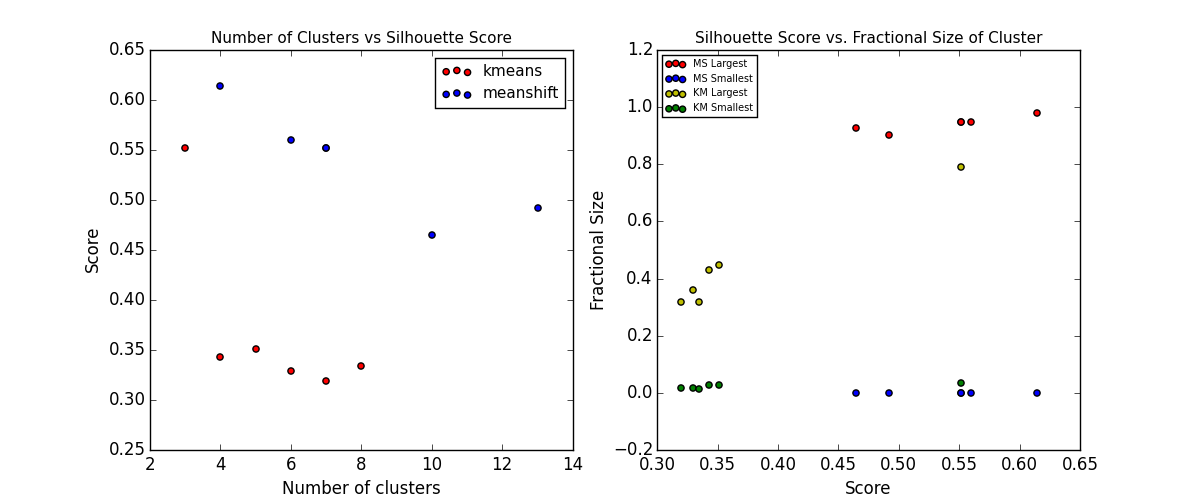 Number of Clusters vs Silhouette Score
0.65
0.60
0.55
0.50
0.45
0.40
0.35
0.30
0.25
Score
kmeans
meanshift
2 4 6 8 10 12 14
Number of clusters
Silhouette Score vs. Fractional Size of Cluster
1.2
1.0
0.8
0.6
0.4
0.2
0.0
−0.2
Fractional Size
MS Largest
MS Smallest
KM Largest
KM Smallest
0.30 0.35 0.40 0.45 0.50 0.55 0.60 0.65
Score